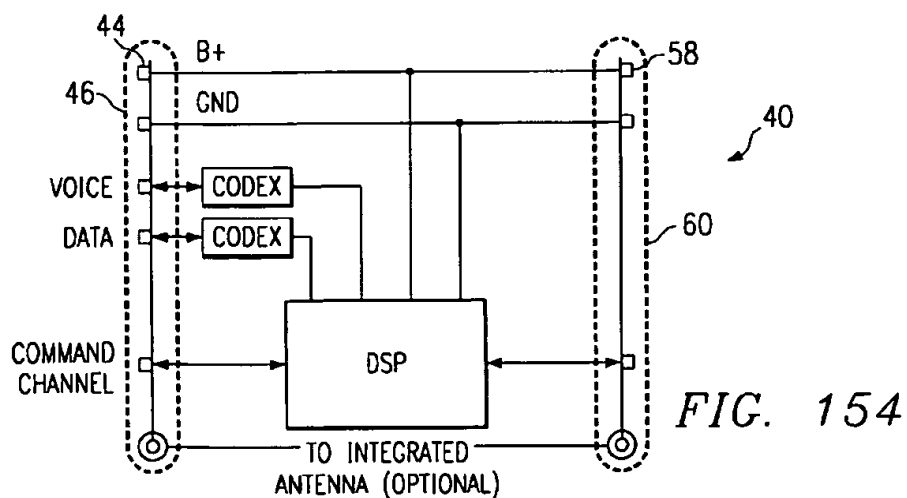 44
B+
58
46
GND
40
VOICE
CODEX
DATA
CODEX
60
COMMAND
CHANNEL
DSP
FIG. 154
TO INTEGRATED
ANTENNA (OPTIONAL)